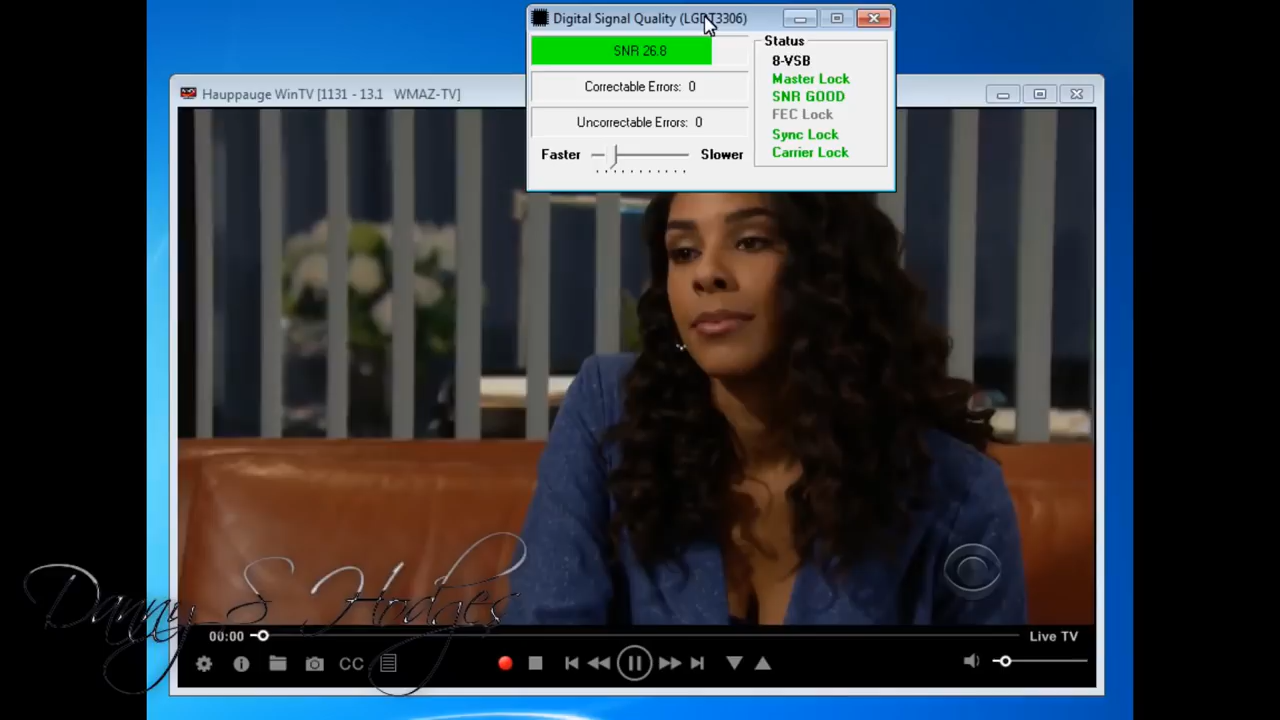 Digital Signal Quality (LGDT3306)
SNR 26.8
Correctable Errors: 0
Uncorrectable Errors: 0
Faster
Slower
Status
8-VSB
Master Lock
SNR GOOD
FEC Lock
Sync Lock
Carrier Lock
Hauppauge WinTV [1131 - 13.1 WMAZ-TV]
Danny S Hodges
00:00
Live TV
CC